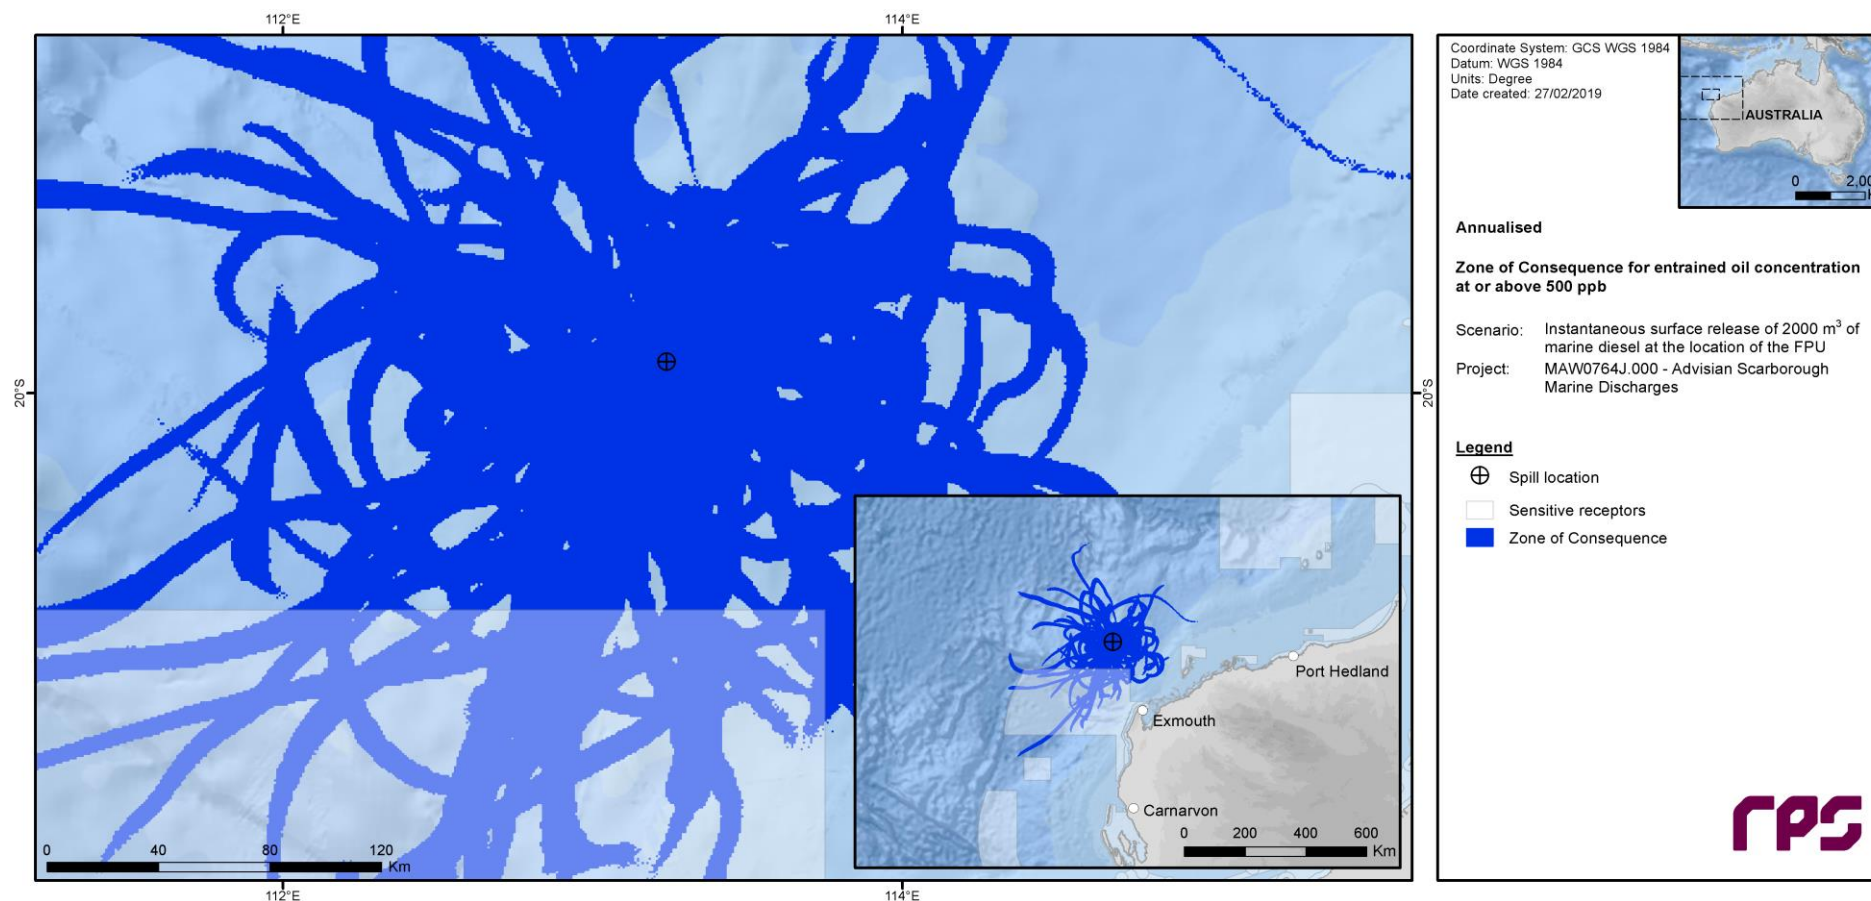 112°E
114°E
20°S
20°S
112°E
114°E
0 40 80 120
Km
Port Hedland
Exmouth
Carnarvon
0 200 400 600
Km
Coordinate System: GCS WGS 1984
Datum: WGS 1984
Units: Degree
Date created: 27/02/2019
AUSTRALIA
0 2,00
Annualised
Zone of Consequence for entrained oil concentration
at or above 500 ppb
Scenario: Instantaneous surface release of 2000 m³ of
marine diesel at the location of the FPU
Project: MAW0764J.000 - Advisian Scarborough
Marine Discharges
Legend
Spill location
Sensitive receptors
Zone of Consequence
rps